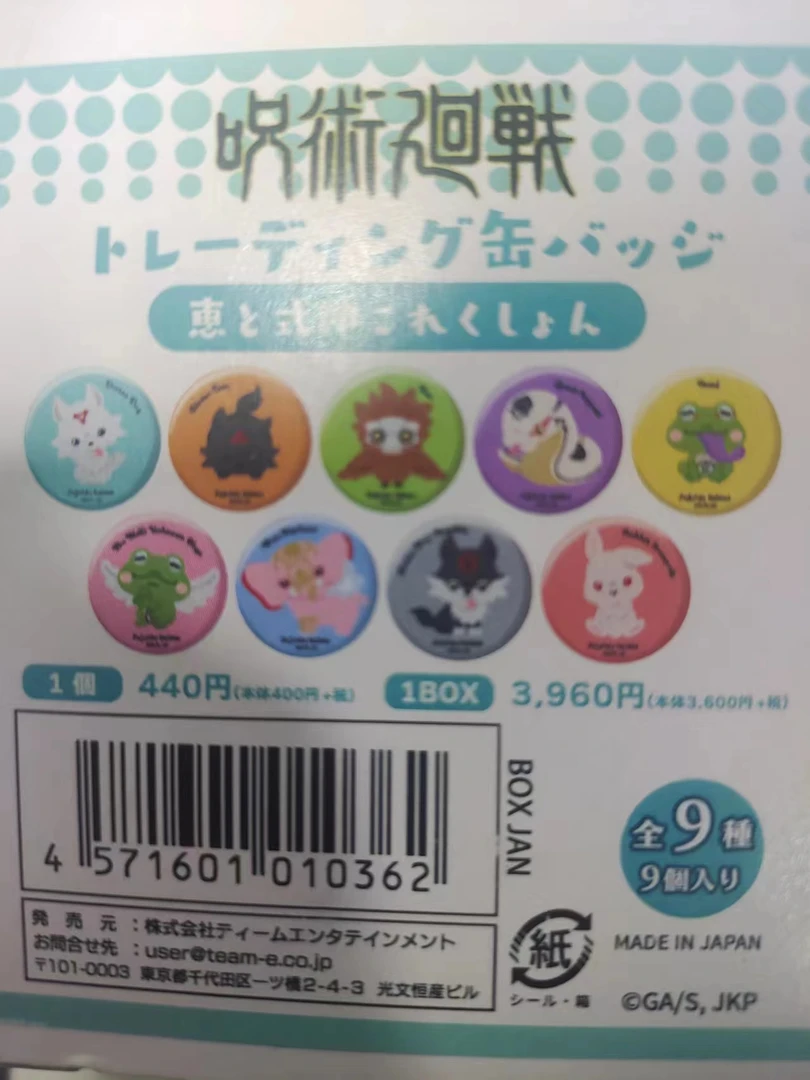 呪術廻戦
トレーディング缶バッジ
恵と式神これくしょん
1個 440円(本体400円+税) 1BOX 3,960円(本体3,600円+税)
4 571601 010362
BOX JAN
全9種
9個入り
発売元：株式会社ティームエンタテインメント
お問合せ先：user@team-e.co.jp
〒101-0003 東京都千代田区一ツ橋2-4-3 光文恒産ビル
紙
シール・箱
MADE IN JAPAN
©GA/S, JKP